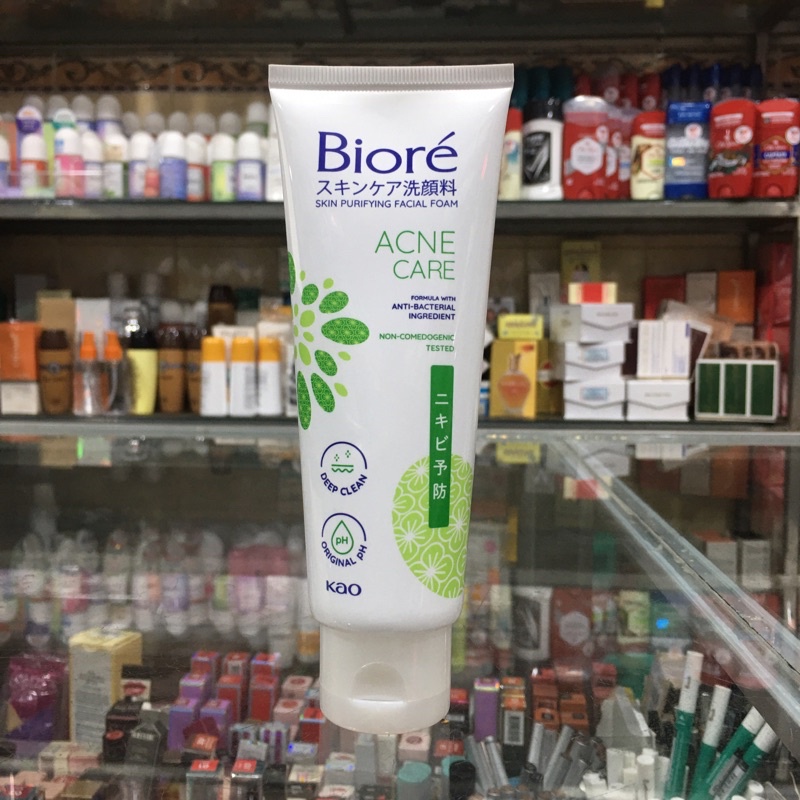 Bioré
スキンケア洗顔料
SKIN PURIFYING FACIAL FOAM
ACNE
CARE
FORMULA WITH
ANTI-BACTERIAL
INGREDIENT
NON-COMEDOGENIC
TESTED
ニキビ予防
DEEP CLEAN
ORIGINAL pH
pH
Kao